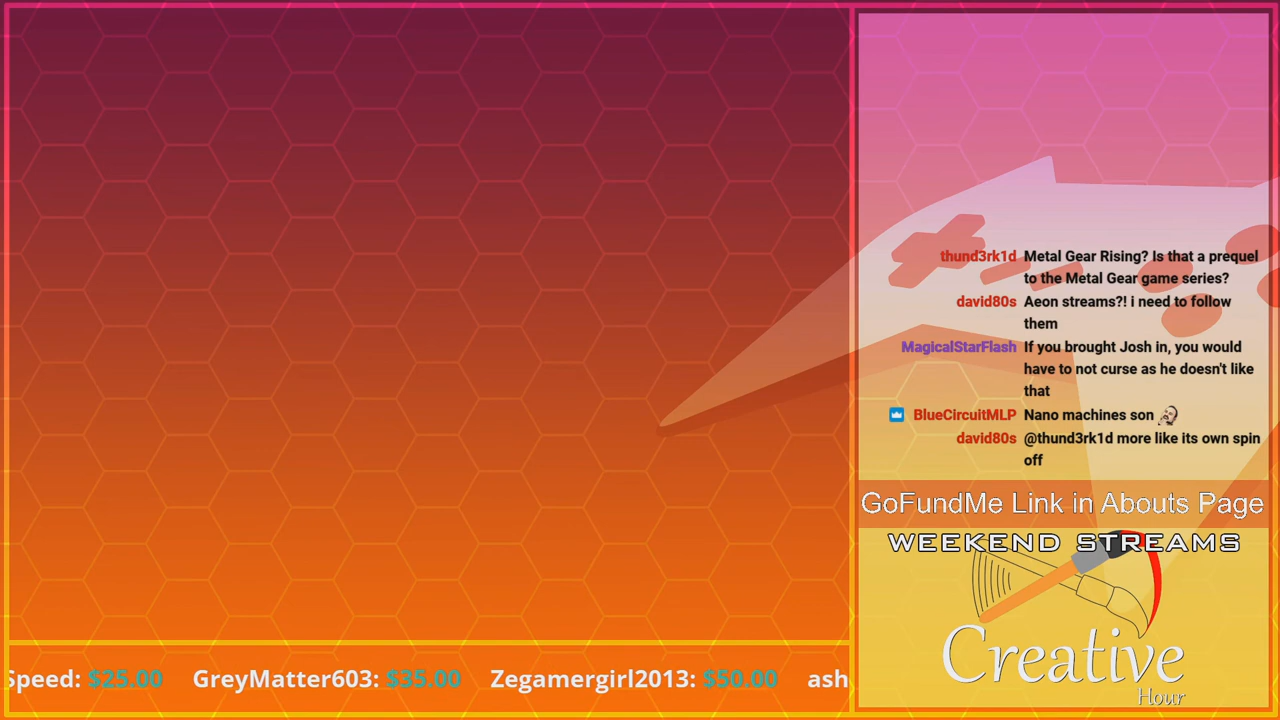 thund3rk1d Metal Gear Rising? Is that a prequel
to the Metal Gear game series?
david80s Aeon streams?! i need to follow
them
MagicalStarFlash If you brought Josh in, you would
have to not curse as he doesn't like
that
BlueCircuitMLP Nano machines son
david80s @thund3rk1d more like its own spin
off
GoFundMe Link in Abouts Page
WEEKEND STREAMS
Creative
Hour
Speed: $25.00 GreyMatter603: $35.00 Zegamergirl2013: $50.00 ash